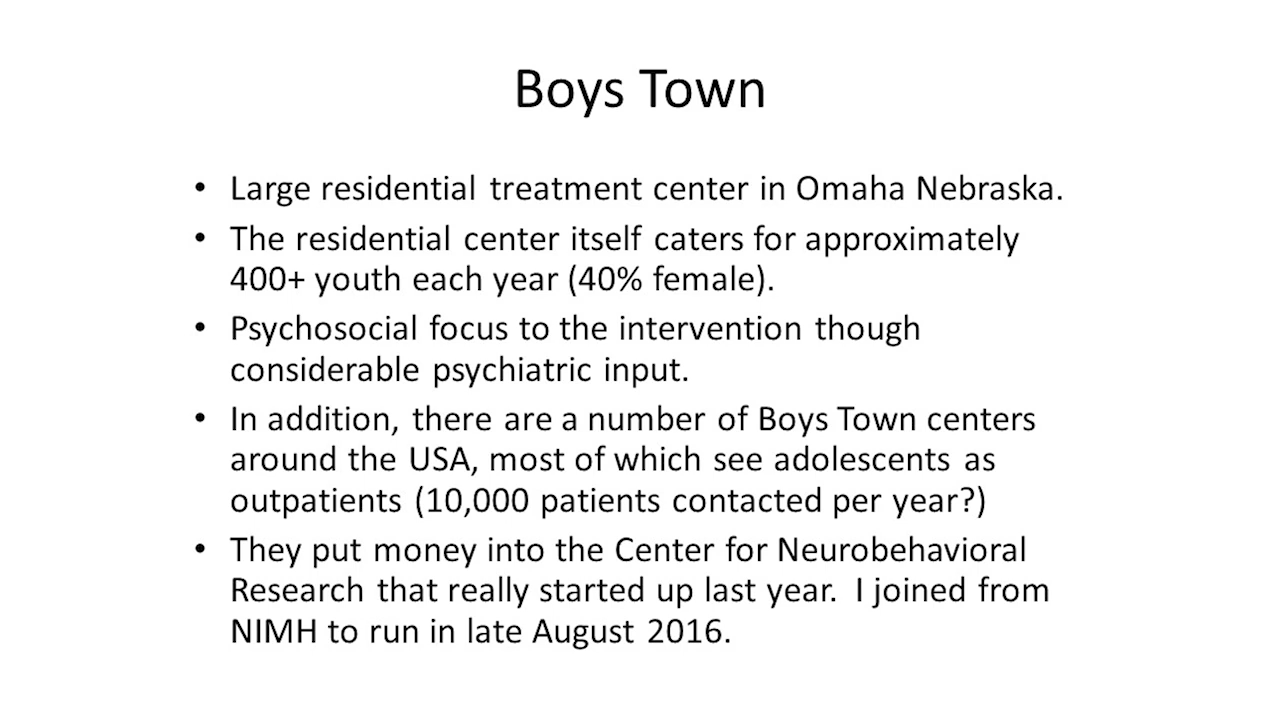 Boys Town
• Large residential treatment center in Omaha Nebraska.
• The residential center itself caters for approximately
400+ youth each year (40% female).
• Psychosocial focus to the intervention though
considerable psychiatric input.
• In addition, there are a number of Boys Town centers
around the USA, most of which see adolescents as
outpatients (10,000 patients contacted per year?)
• They put money into the Center for Neurobehavioral
Research that really started up last year.  I joined from
NIMH to run in late August 2016.